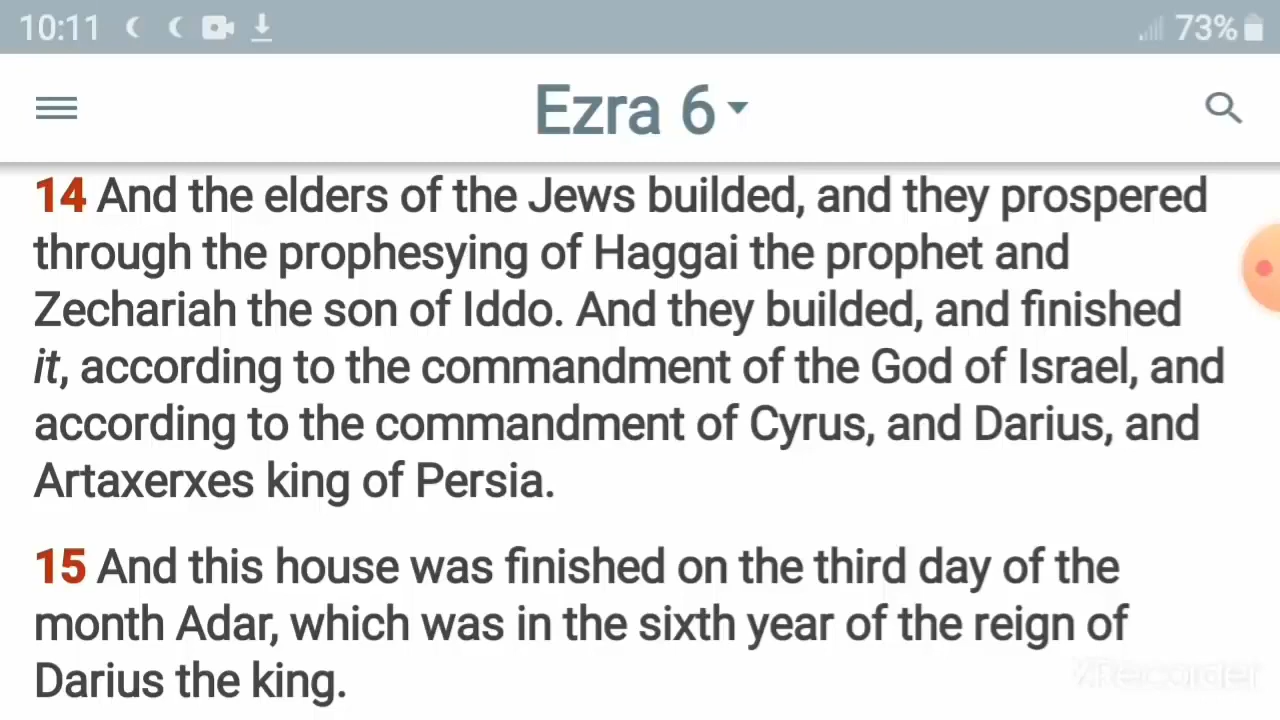 10:11 73%
Ezra 6
14 And the elders of the Jews builded, and they prospered
through the prophesying of Haggai the prophet and
Zechariah the son of Iddo. And they builded, and finished
it, according to the commandment of the God of Israel, and
according to the commandment of Cyrus, and Darius, and
Artaxerxes king of Persia.
15 And this house was finished on the third day of the
month Adar, which was in the sixth year of the reign of
Darius the king.
XRecorder